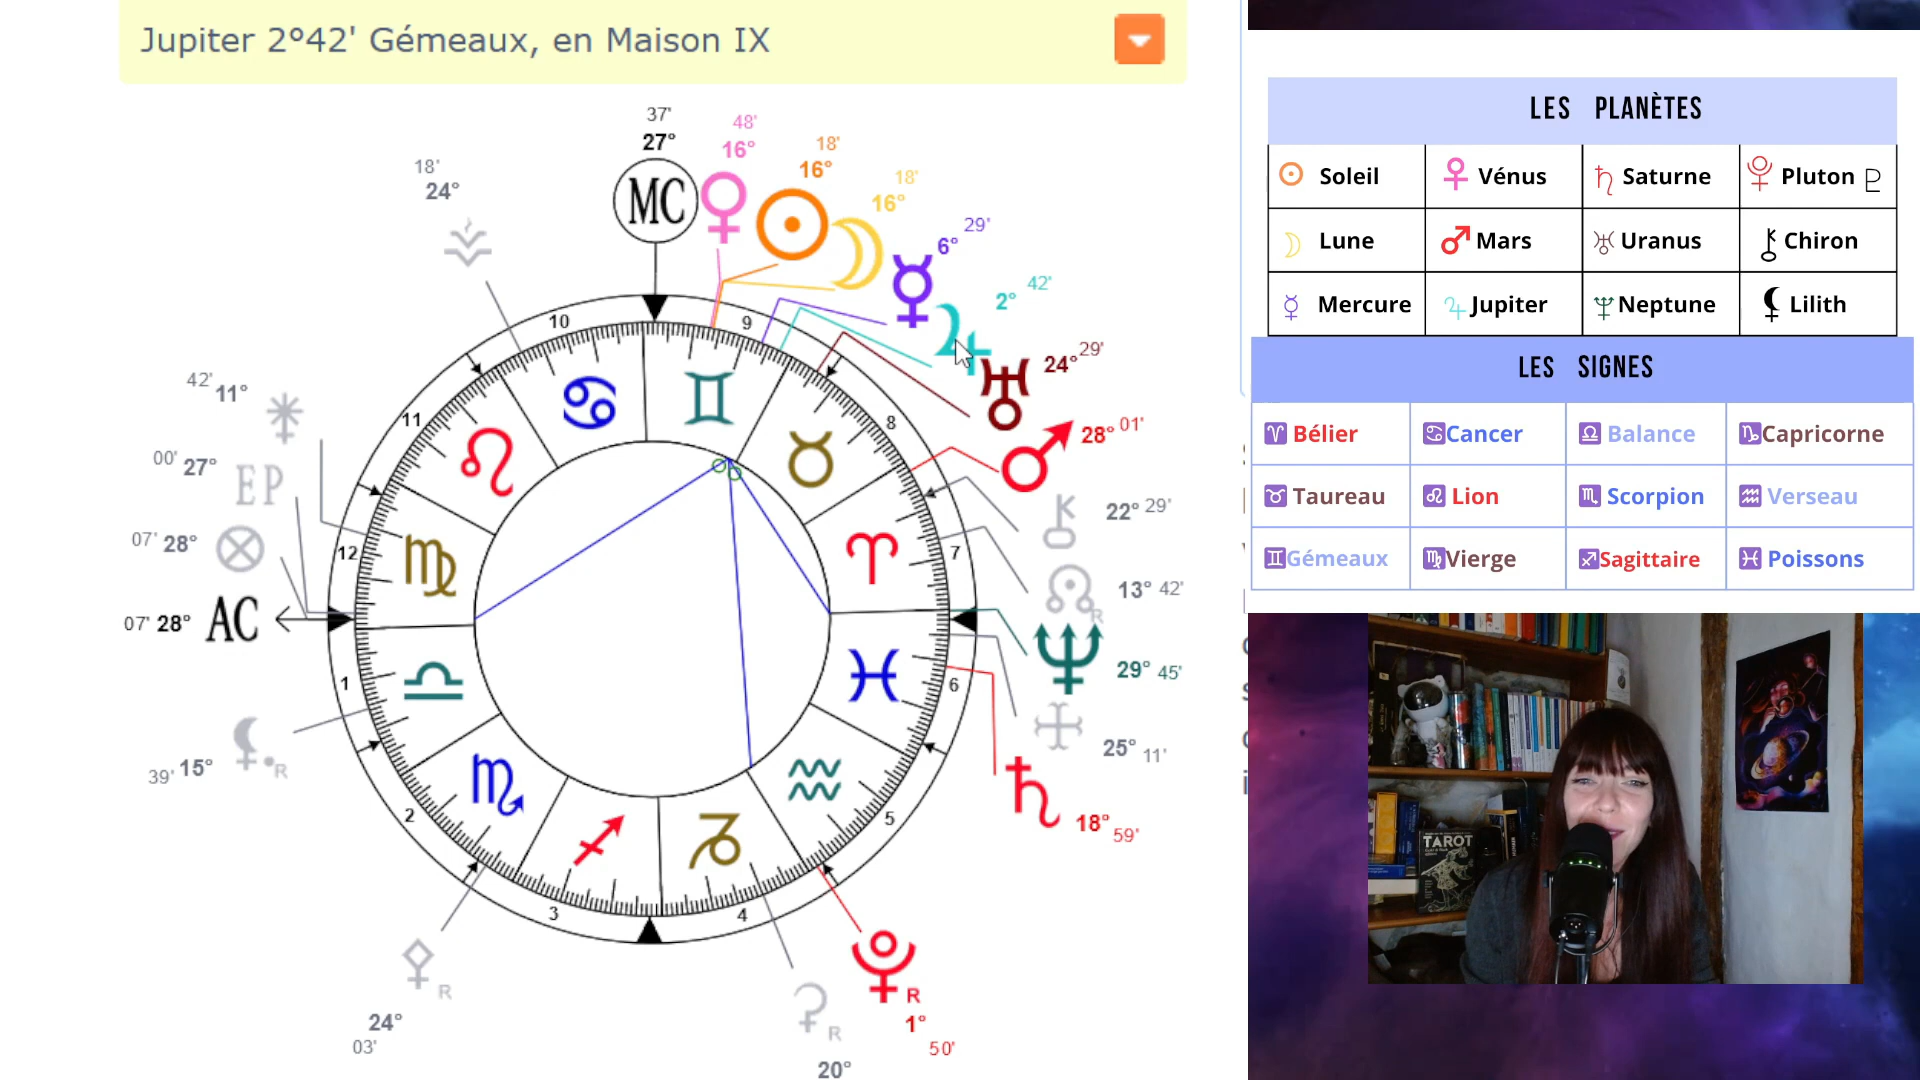 Jupiter 2°42' Gémeaux, en Maison IX
37'
27°
MC
48'
16°
18'
16°
18'
16°
29'
6°
42'
2°
29'
24°
01'
28°
22° 29'
13° 42'
R
29° 45'
25° 11'
18° 59'
R
1°
50'
R
20°
R
24°
03'
39' 15°
R
07' 28° AC
07' 28°
00' 27° EP
42' 11°
18'
24°
10
9
8
7
6
5
4
3
2
1
12
11
LES PLANÈTES
Soleil
Vénus
Saturne
Pluton
Lune
Mars
Uranus
Chiron
Mercure
Jupiter
Neptune
Lilith
LES SIGNES
Bélier
Cancer
Balance
Capricorne
Taureau
Lion
Scorpion
Verseau
Gémeaux
Vierge
Sagittaire
Poissons
TAROT